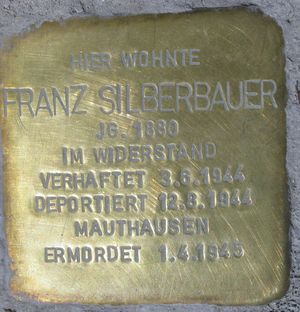 HIER WOHNTE
FRANZ SILBERBAUER
JG. 1880
IM WIDERSTAND
VERHAFTET 3.6.1944
DEPORTIERT 12.8.1944
MAUTHAUSEN
ERMORDET 1.4.1945